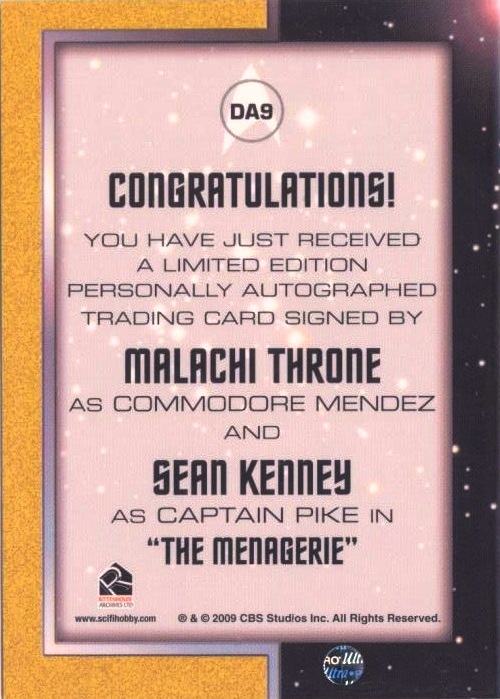 DA9
CONGRATULATIONS!
YOU HAVE JUST RECEIVED
A LIMITED EDITION
PERSONALLY AUTOGRAPHED
TRADING CARD SIGNED BY
MALACHI THRONE
AS COMMODORE MENDEZ
AND
SEAN KENNEY
AS CAPTAIN PIKE IN
“THE MENAGERIE”
RITTENHOUSE
ARCHIVES LTD
www.scifihobby.com ® & © 2009 CBS Studios Inc. All Rights Reserved.